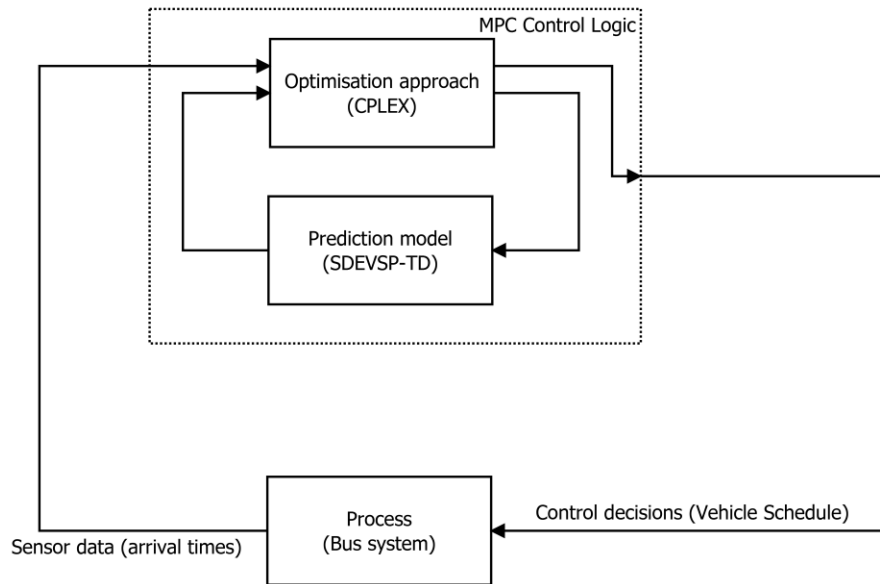 MPC Control Logic
Optimisation approach
(CPLEX)
Prediction model
(SDEVSP-TD)
Process
(Bus system)
Control decisions (Vehicle Schedule)
Sensor data (arrival times)